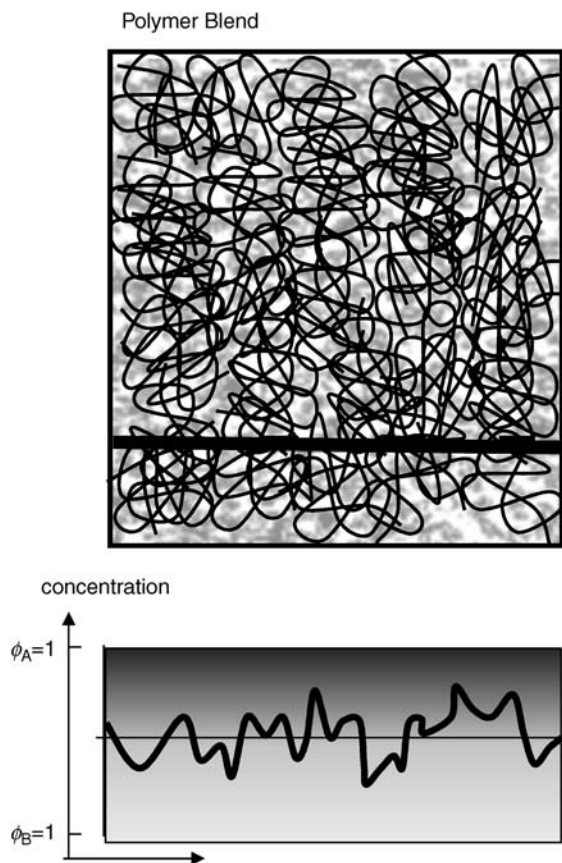 Polymer Blend
concentration
ϕA=1
ϕB=1